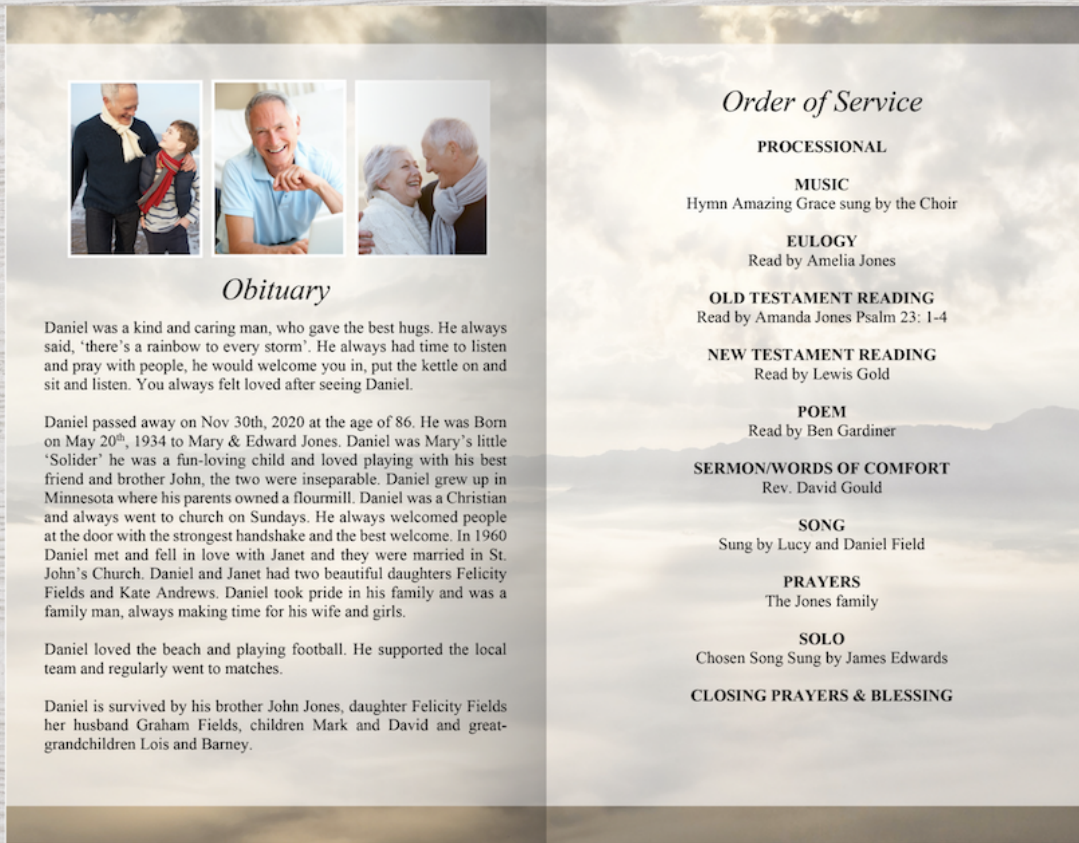 Obituary
Daniel was a kind and caring man, who gave the best hugs. He always
said, ‘there’s a rainbow to every storm’. He always had time to listen
and pray with people, he would welcome you in, put the kettle on and
sit and listen. You always felt loved after seeing Daniel.
Daniel passed away on Nov 30th, 2020 at the age of 86. He was Born
on May 20th, 1934 to Mary & Edward Jones. Daniel was Mary’s little
‘Solider’ he was a fun-loving child and loved playing with his best
friend and brother John, the two were inseparable. Daniel grew up in
Minnesota where his parents owned a flourmill. Daniel was a Christian
and always went to church on Sundays. He always welcomed people
at the door with the strongest handshake and the best welcome. In 1960
Daniel met and fell in love with Janet and they were married in St.
John’s Church. Daniel and Janet had two beautiful daughters Felicity
Fields and Kate Andrews. Daniel took pride in his family and was a
family man, always making time for his wife and girls.
Daniel loved the beach and playing football. He supported the local
team and regularly went to matches.
Daniel is survived by his brother John Jones, daughter Felicity Fields
her husband Graham Fields, children Mark and David and great-
grandchildren Lois and Barney.
Order of Service
PROCESSIONAL
MUSIC
Hymn Amazing Grace sung by the Choir
EULOGY
Read by Amelia Jones
OLD TESTAMENT READING
Read by Amanda Jones Psalm 23: 1-4
NEW TESTAMENT READING
Read by Lewis Gold
POEM
Read by Ben Gardiner
SERMON/WORDS OF COMFORT
Rev. David Gould
SONG
Sung by Lucy and Daniel Field
PRAYERS
The Jones family
SOLO
Chosen Song Sung by James Edwards
CLOSING PRAYERS & BLESSING